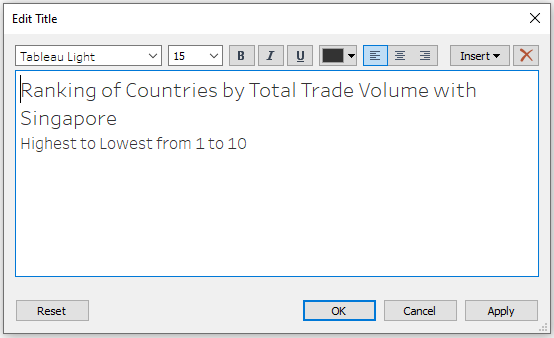 Edit Title
Tableau Light 15 B I U Insert
Ranking of Countries by Total Trade Volume with
Singapore
Highest to Lowest from 1 to 10
Reset OK Cancel Apply